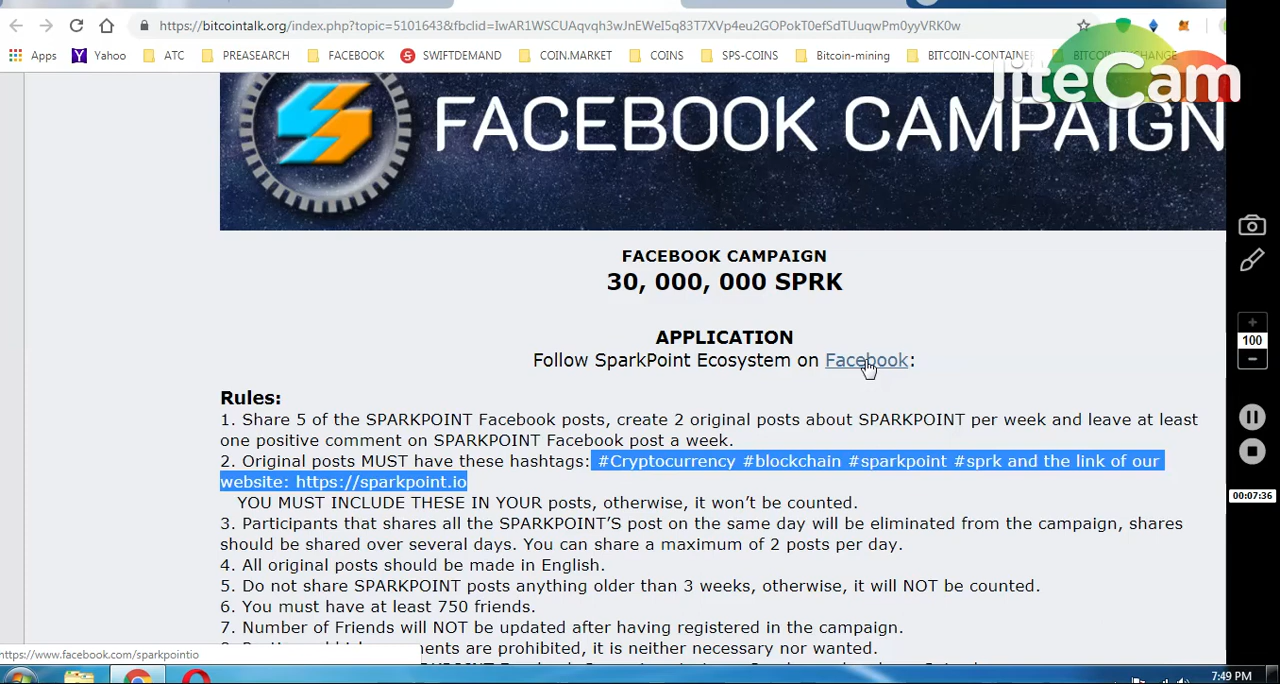 https://bitcointalk.org/index.php?topic=5101643&fbclid=IwAR1WSCUAqvqh3wJnEWeI5q83T7XVp4eu2GOPokT0efSdTUuqwPm0yyVRK0w
Apps Yahoo ATC PREASEARCH FACEBOOK SWIFTDEMAND COIN.MARKET COINS SPS-COINS Bitcoin-mining BITCOIN-CONTAINE BITCOIN-EXCHANGE
liteCam
FACEBOOK CAMPAIGN
FACEBOOK CAMPAIGN
30, 000, 000 SPRK
APPLICATION
Follow SparkPoint Ecosystem on Facebook:
Rules:
1. Share 5 of the SPARKPOINT Facebook posts, create 2 original posts about SPARKPOINT per week and leave at least
one positive comment on SPARKPOINT Facebook post a week.
2. Original posts MUST have these hashtags: #Cryptocurrency #blockchain #sparkpoint #sprk and the link of our
website: https://sparkpoint.io
YOU MUST INCLUDE THESE IN YOUR posts, otherwise, it won't be counted.
3. Participants that shares all the SPARKPOINT'S post on the same day will be eliminated from the campaign, shares
should be shared over several days. You can share a maximum of 2 posts per day.
4. All original posts should be made in English.
5. Do not share SPARKPOINT posts anything older than 3 weeks, otherwise, it will NOT be counted.
6. You must have at least 750 friends.
7. Number of Friends will NOT be updated after having registered in the campaign.
are prohibited, it is neither necessary nor wanted.
https://www.facebook.com/sparkpointio
100
00:07:36
7:49 PM